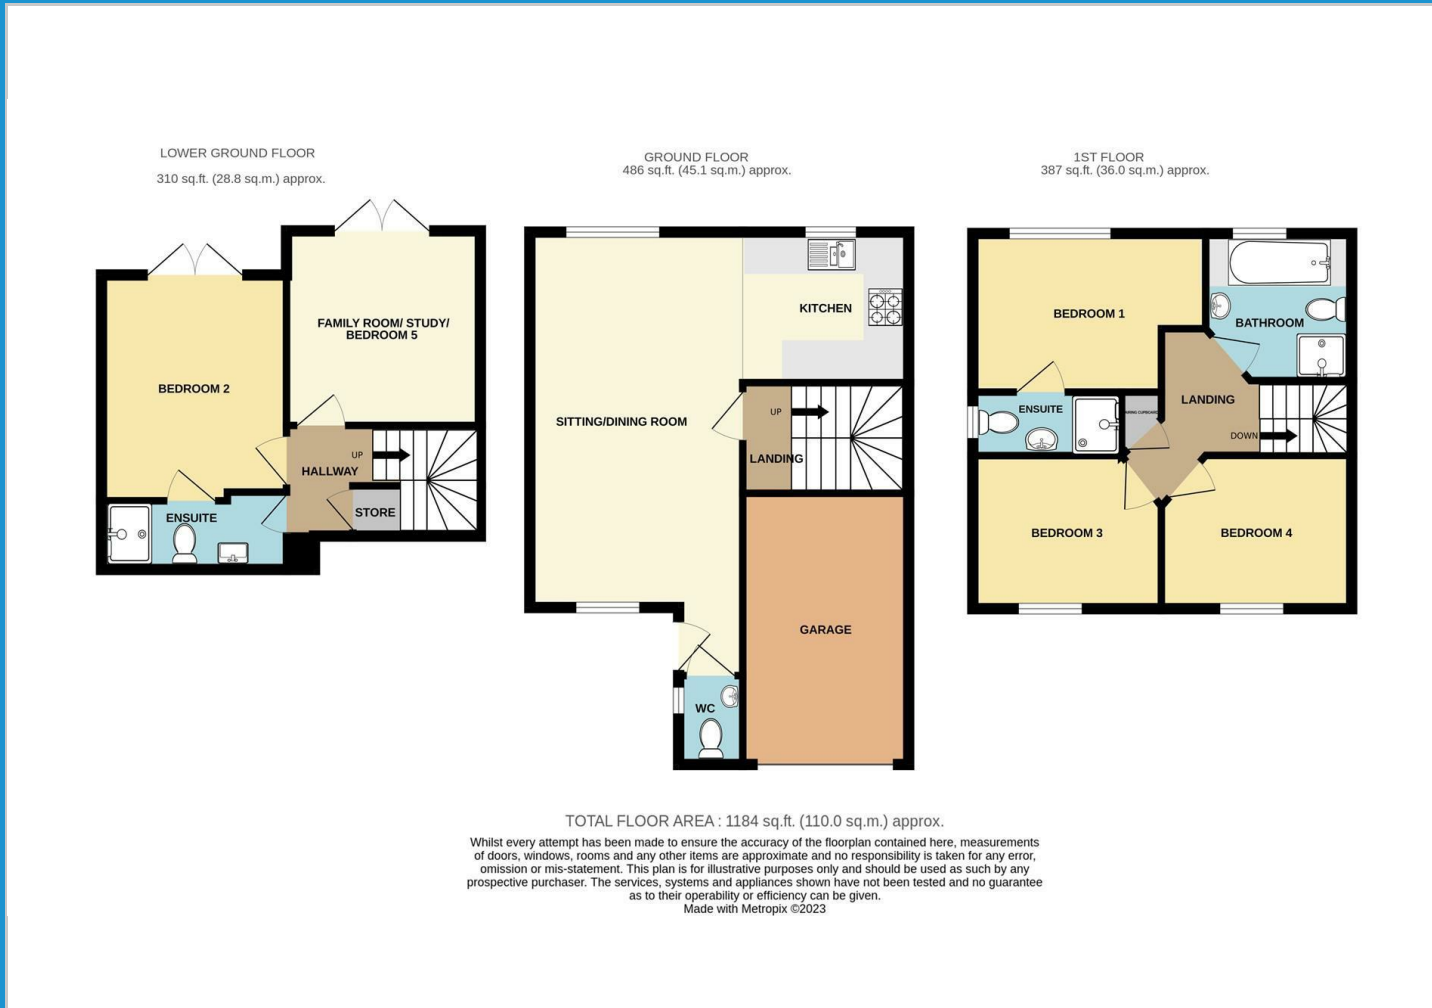 LOWER GROUND FLOOR
310 sq.ft. (28.8 sq.m.) approx.
GROUND FLOOR
486 sq.ft. (45.1 sq.m.) approx.
1ST FLOOR
387 sq.ft. (36.0 sq.m.) approx.
FAMILY ROOM/ STUDY/
BEDROOM 5
BEDROOM 2
UP
HALLWAY
STORE
ENSUITE
KITCHEN
SITTING/DINING ROOM
UP
LANDING
GARAGE
WC
BEDROOM 1
BATHROOM
ENSUITE
CUPBOARD
LANDING
DOWN
BEDROOM 3
BEDROOM 4
TOTAL FLOOR AREA : 1184 sq.ft. (110.0 sq.m.) approx.
Whilst every attempt has been made to ensure the accuracy of the floorplan contained here, measurements
of doors, windows, rooms and any other items are approximate and no responsibility is taken for any error,
omission or mis-statement. This plan is for illustrative purposes only and should be used as such by any
prospective purchaser. The services, systems and appliances shown have not been tested and no guarantee
as to their operability or efficiency can be given.
Made with Metropix ©2023